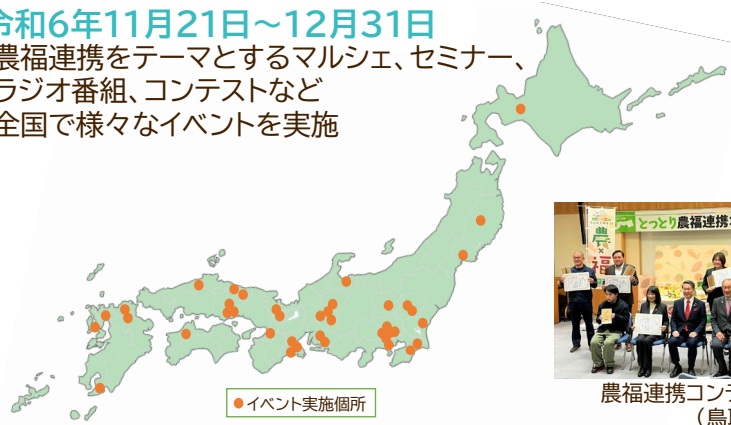 令和6年11月21日~12月31日
農福連携をテーマとするマルシェ、セミナー、
ラジオ番組、コンテストなど
全国で様々なイベントを実施
とっとり農福連携
農
福
●イベント実施個所
農福連携コンテ
(鳥取